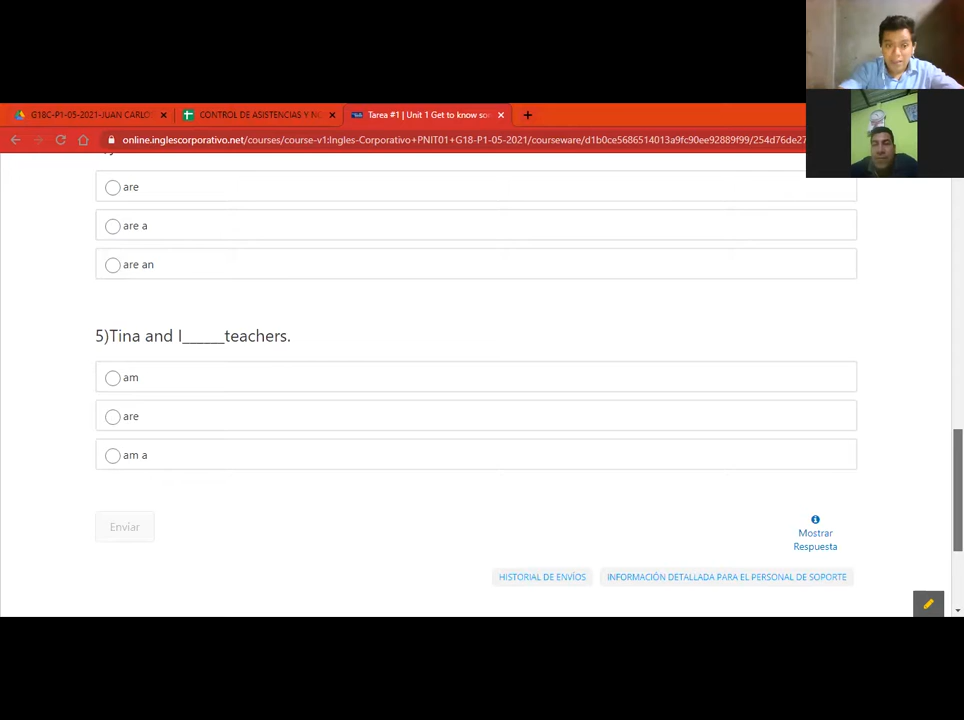 G18C-P1-05-2021-JUAN CARLO
CONTROL DE ASISTENCIAS Y NO
Tarea #1 | Unit 1 Get to know so
online.inglescorporativo.net/courses/course-v1:Ingles-Corporativo+PNIT01+G18-P1-05-2021/courseware/d1b0ce5686514013a9fc90ee92889f99/254d76de27
are
are a
are an
5)Tina and I______teachers.
am
are
am a
Enviar
Mostrar
Respuesta
HISTORIAL DE ENVÍOS
INFORMACIÓN DETALLADA PARA EL PERSONAL DE SOPORTE